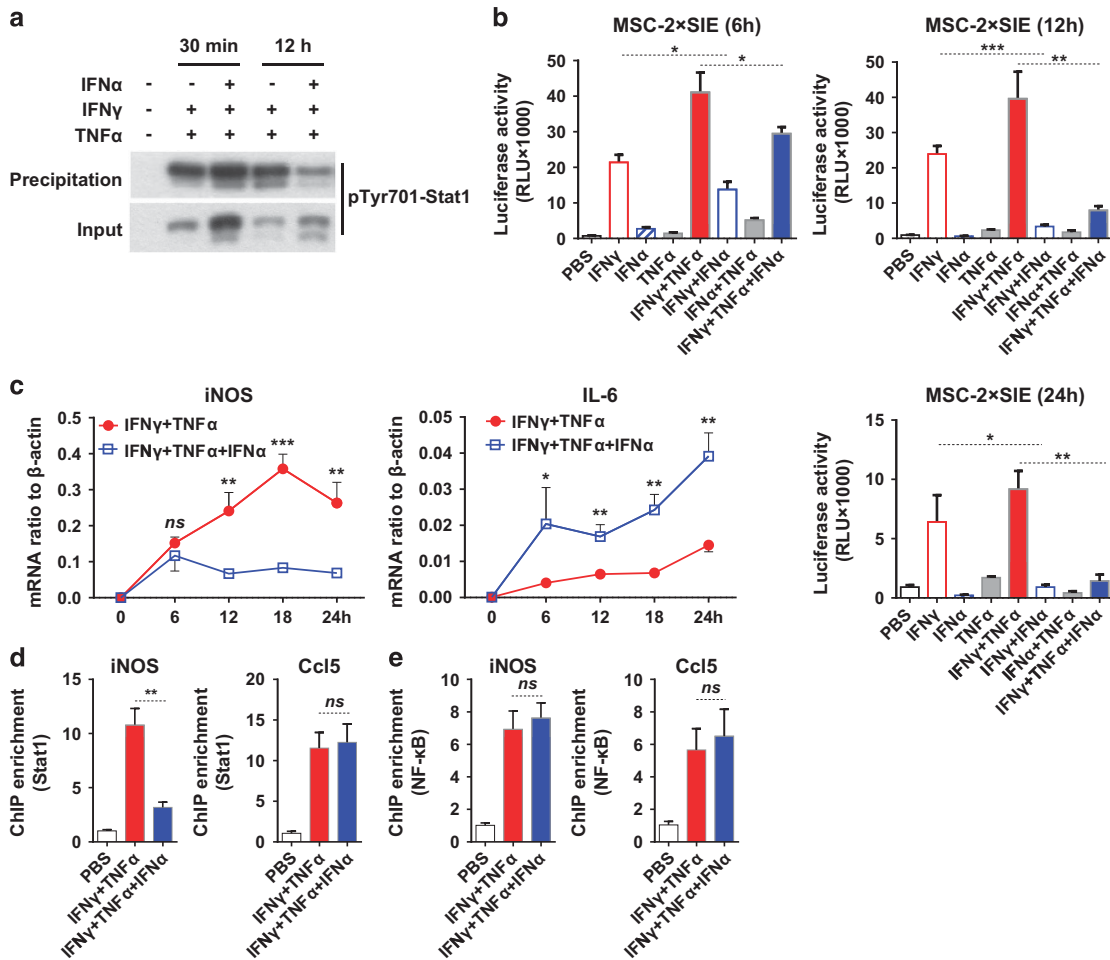 a
30 min 12 h
IFNα - - + - +
IFNγ - + + + +
TNFα - + + + +
Precipitation
Input
pTyr701-Stat1
b
MSC-2×SIE (6h)
Luciferase activity
(RLU×1000)
50
40
30
20
10
0
* *
PBS
IFNγ
IFNα
TNFα
IFNγ+TNFα
IFNγ+IFNα
IFNα+TNFα
IFNγ+TNFα+IFNα
MSC-2×SIE (12h)
Luciferase activity
(RLU×1000)
50
40
30
20
10
0
*** **
PBS
IFNγ
IFNα
TNFα
IFNγ+TNFα
IFNγ+IFNα
IFNα+TNFα
IFNγ+TNFα+IFNα
MSC-2×SIE (24h)
Luciferase activity
(RLU×1000)
15
10
5
0
* **
PBS
IFNγ
IFNα
TNFα
IFNγ+TNFα
IFNγ+IFNα
IFNα+TNFα
IFNγ+TNFα+IFNα
c
iNOS
mRNA ratio to β-actin
0.5
0.4
0.3
0.2
0.1
0.0
IFNγ+TNFα
IFNγ+TNFα+IFNα
ns ** *** **
0 6 12 18 24h
IL-6
mRNA ratio to β-actin
0.05
0.04
0.03
0.02
0.01
0.00
IFNγ+TNFα
IFNγ+TNFα+IFNα
* ** ** **
0 6 12 18 24h
d
iNOS
ChIP enrichment
(Stat1)
15
10
5
0
**
PBS
IFNγ+TNFα
IFNγ+TNFα+IFNα
Ccl5
ChIP enrichment
(Stat1)
20
15
10
5
0
ns
PBS
IFNγ+TNFα
IFNγ+TNFα+IFNα
e
iNOS
ChIP enrichment
(NF-κB)
10
8
6
4
2
0
ns
PBS
IFNγ+TNFα
IFNγ+TNFα+IFNα
Ccl5
ChIP enrichment
(NF-κB)
10
8
6
4
2
0
ns
PBS
IFNγ+TNFα
IFNγ+TNFα+IFNα